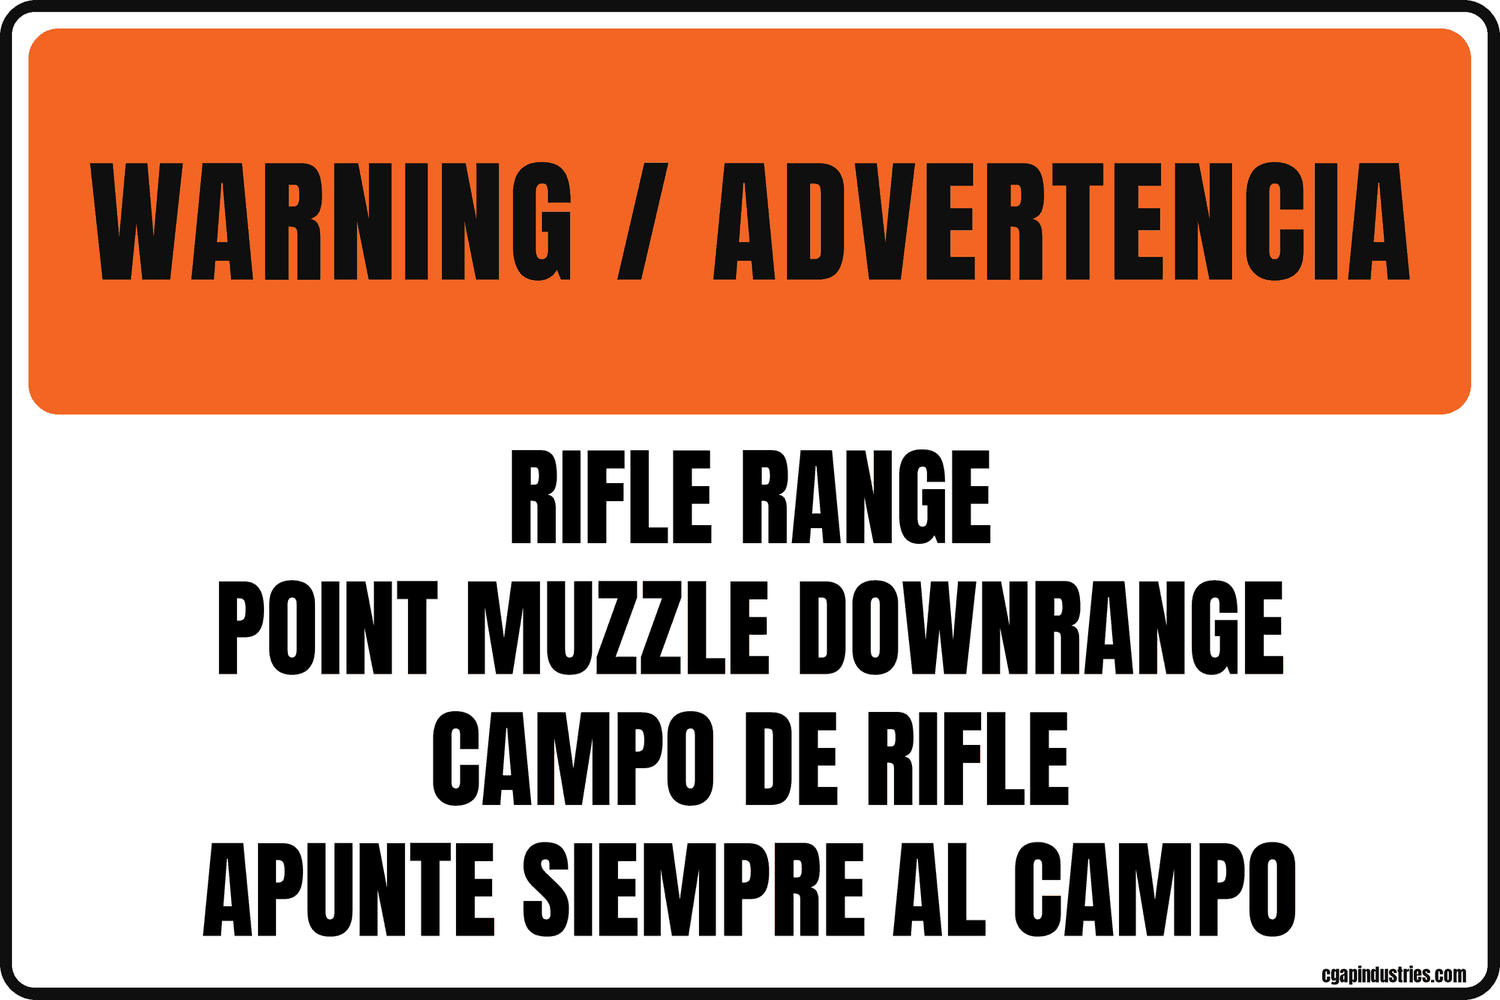 WARNING / ADVERTENCIA
RIFLE RANGE
POINT MUZZLE DOWNRANGE
CAMPO DE RIFLE
APUNTE SIEMPRE AL CAMPO
cgapindustries.com